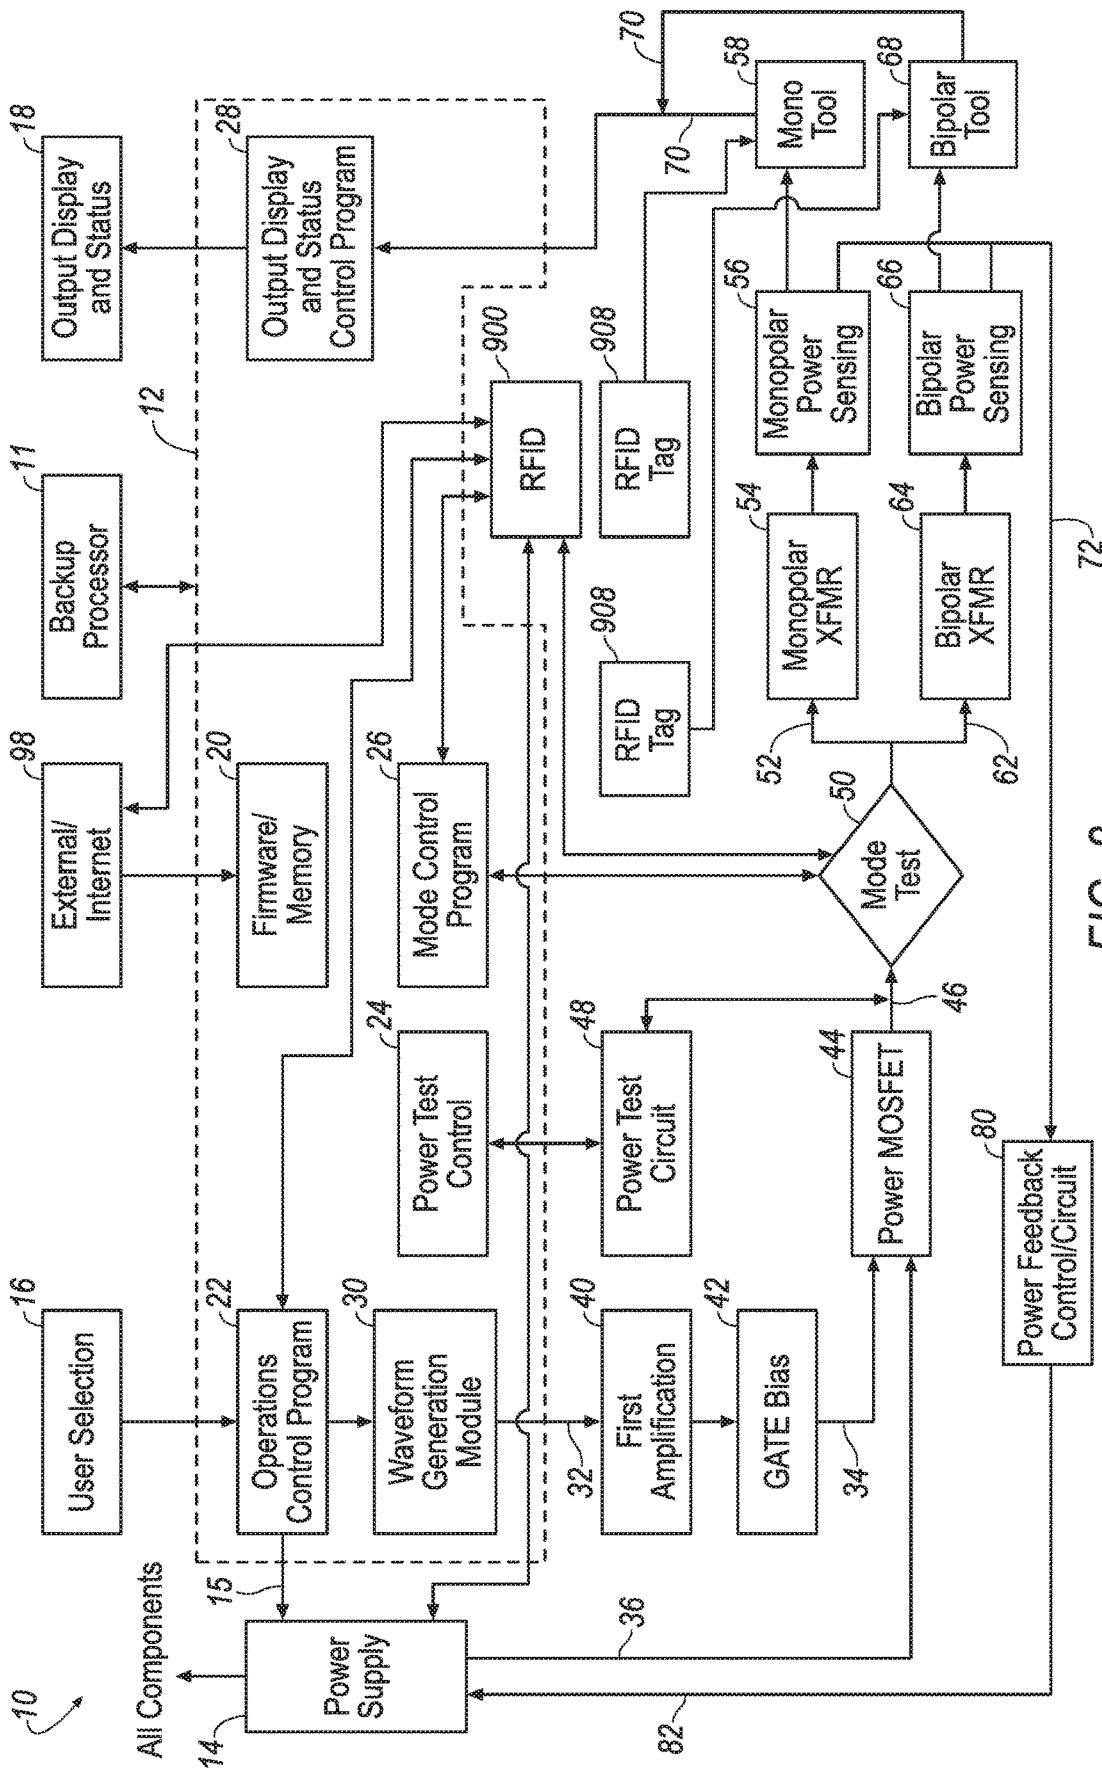 10
All Components
14
Power
Supply
15
16
User Selection
22
Operations
Control Program
30
Waveform
Generation
Module
32
40
First
Amplification
42
GATE Bias
34
36
82
98
External/
Internet
20
Firmware/
Memory
24
Power Test
Control
26
Mode Control
Program
48
Power Test
Circuit
44
Power MOSFET
46
80
Power Feedback
Control/Circuit
11
Backup
Processor
12
18
Output Display
and Status
28
Output Display
and Status
Control Program
900
RFID
908
RFID
Tag
908
RFID
Tag
50
Mode
Test
52
62
54
Monopolar
XFMR
64
Bipolar
XFMR
56
Monopolar
Power
Sensing
66
Bipolar
Power
Sensing
58
Mono
Tool
68
Bipolar
Tool
70
70
72